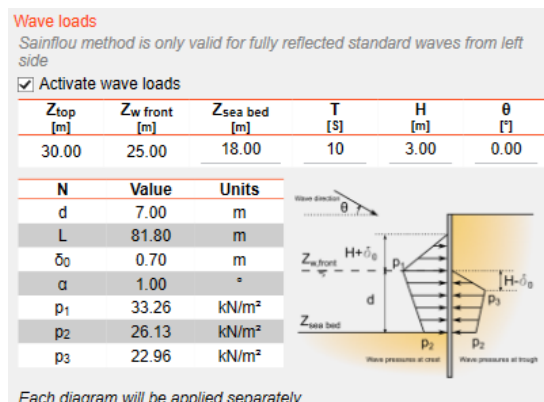 Wave loads
Sainflou method is only valid for fully reflected standard waves from left
side
Activate wave loads
Ztop Zw front Zsea bed T H θ
[m] [m] [m] [S] [m] [°]
30.00 25.00 18.00 10 3.00 0.00
N Value Units
d 7.00 m
L 81.80 m
δ0 0.70 m
α 1.00 °
p1 33.26 kN/m²
p2 26.13 kN/m²
p3 22.96 kN/m²
Wave direction
θ
H+δ0
Zw,front
p1
H-δ0
d
p3
Zsea bed
p2 p2
Wave pressures at crest Wave pressures at trough
Each diagram will be applied separately